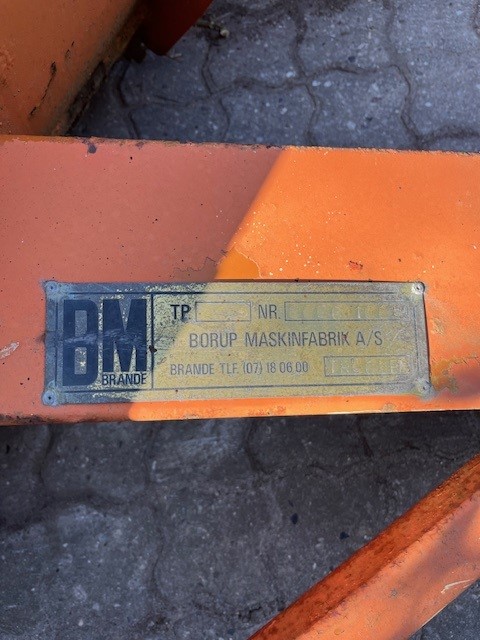 BM
BRANDE
TP NR.
BORUP MASKINFABRIK A/S
BRANDE TLF. (07) 18 06 00